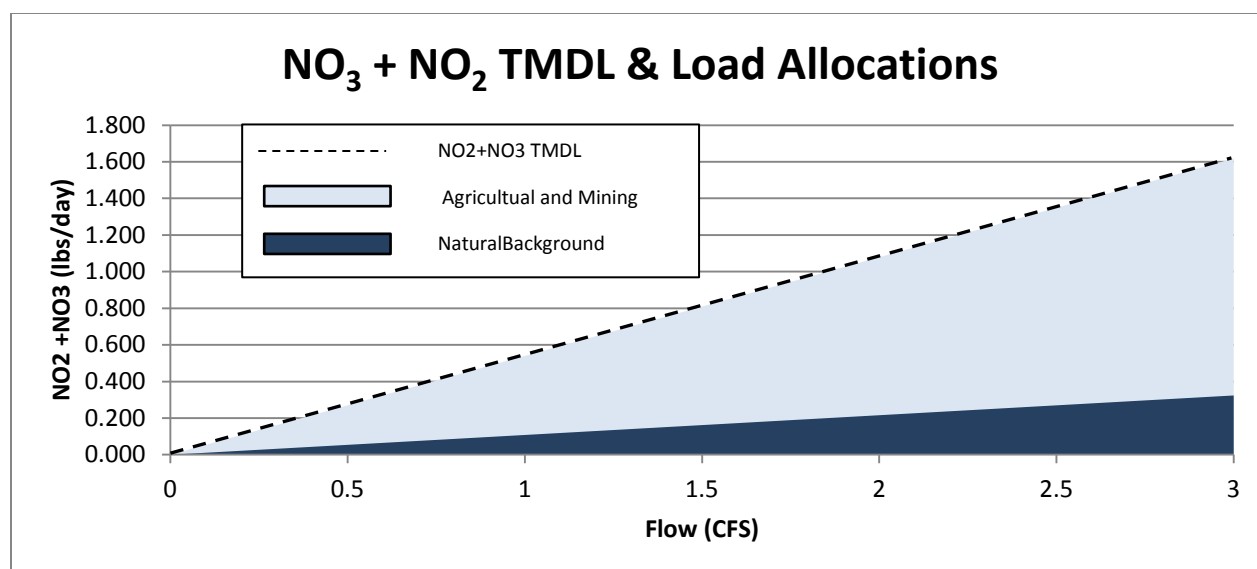 NO₃ + NO₂ TMDL & Load Allocations
NO2 +NO3 (lbs/day)
1.800
1.600
1.400
1.200
1.000
0.800
0.600
0.400
0.200
0.000
NO2+NO3 TMDL
Agricultual and Mining
NaturalBackground
0 0.5 1 1.5 2 2.5 3
Flow (CFS)